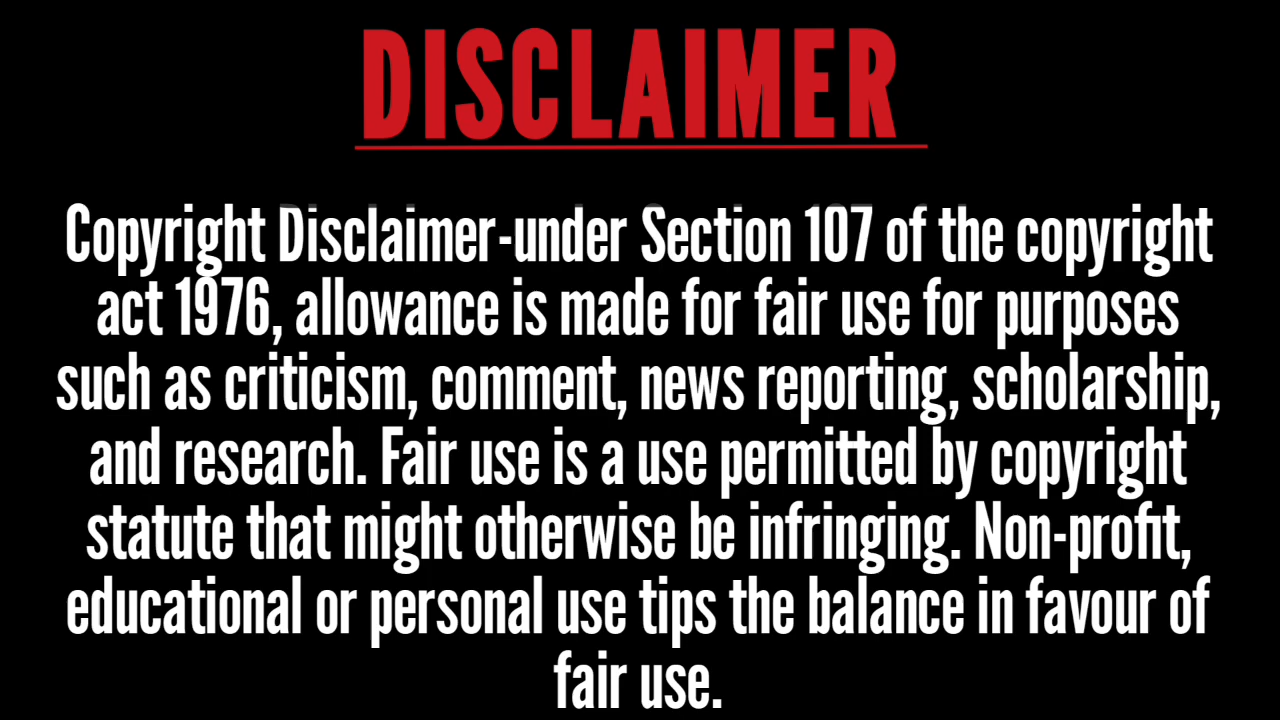 DISCLAIMER
Copyright Disclaimer-under Section 107 of the copyright
act 1976, allowance is made for fair use for purposes
such as criticism, comment, news reporting, scholarship,
and research. Fair use is a use permitted by copyright
statute that might otherwise be infringing. Non-profit,
educational or personal use tips the balance in favour of
fair use.